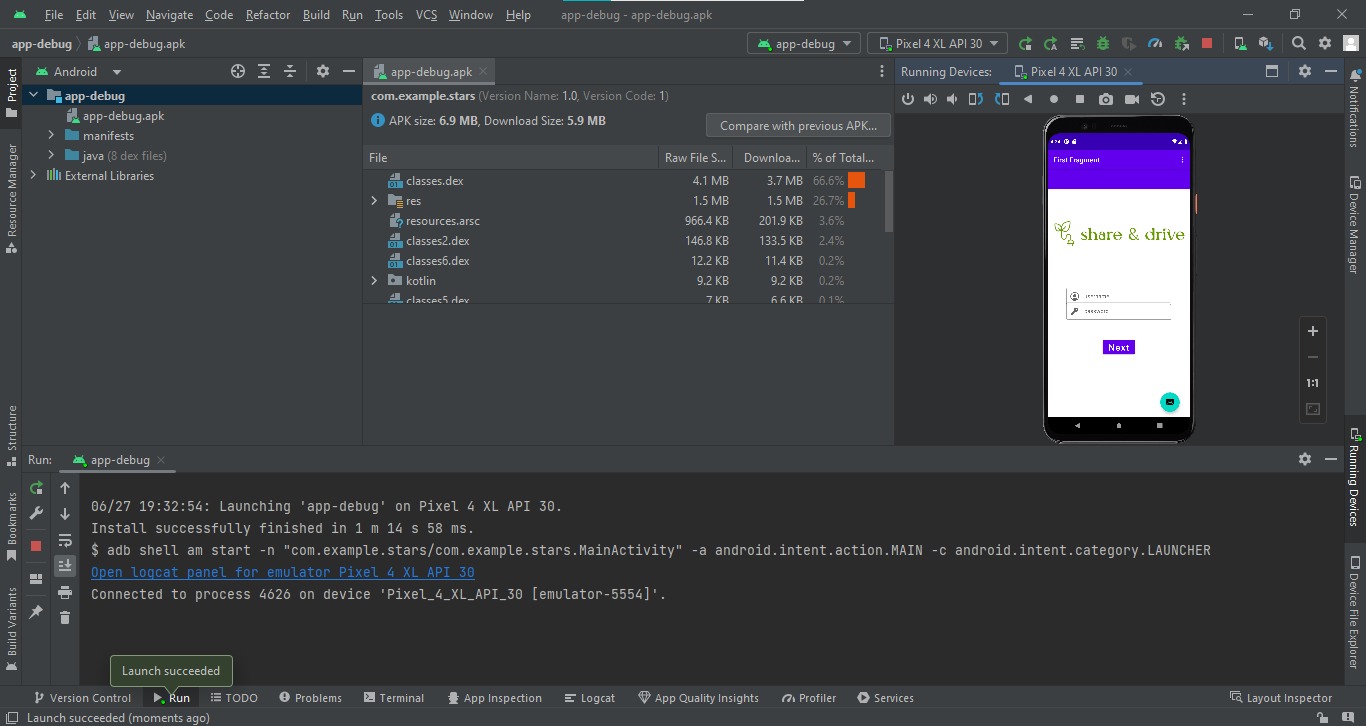 File Edit View Navigate Code Refactor Build Run Tools VCS Window Help app-debug - app-debug.apk
app-debug app-debug.apk app-debug Pixel 4 XL API 30
Project
Resource Manager
Structure
Bookmarks
Build Variants
Android
app-debug
app-debug.apk
manifests
java (8 dex files)
External Libraries
app-debug.apk
com.example.stars (Version Name: 1.0, Version Code: 1)
APK size: 6.9 MB, Download Size: 5.9 MB
Compare with previous APK...
File Raw File S... Downloa... % of Total...
classes.dex 4.1 MB 3.7 MB 66.6%
res 1.5 MB 1.5 MB 26.7%
resources.arsc 966.4 KB 201.9 KB 3.6%
classes2.dex 146.8 KB 133.5 KB 2.4%
classes6.dex 12.2 KB 11.4 KB 0.2%
kotlin 9.2 KB 9.2 KB 0.2%
classes5.dex 7 KB 6.6 KB 0.1%
Running Devices: Pixel 4 XL API 30
First Fragment
share & drive
username
password
Next
1:1
Notifications
Device Manager
Running Devices
Device File Explorer
Run: app-debug
06/27 19:32:54: Launching 'app-debug' on Pixel 4 XL API 30.
Install successfully finished in 1 m 14 s 58 ms.
$ adb shell am start -n "com.example.stars/com.example.stars.MainActivity" -a android.intent.action.MAIN -c android.intent.category.LAUNCHER
Open logcat panel for emulator Pixel 4 XL API 30
Connected to process 4626 on device 'Pixel_4_XL_API_30 [emulator-5554]'.
Launch succeeded
Version Control Run TODO Problems Terminal App Inspection Logcat App Quality Insights Profiler Services Layout Inspector
Launch succeeded (moments ago)